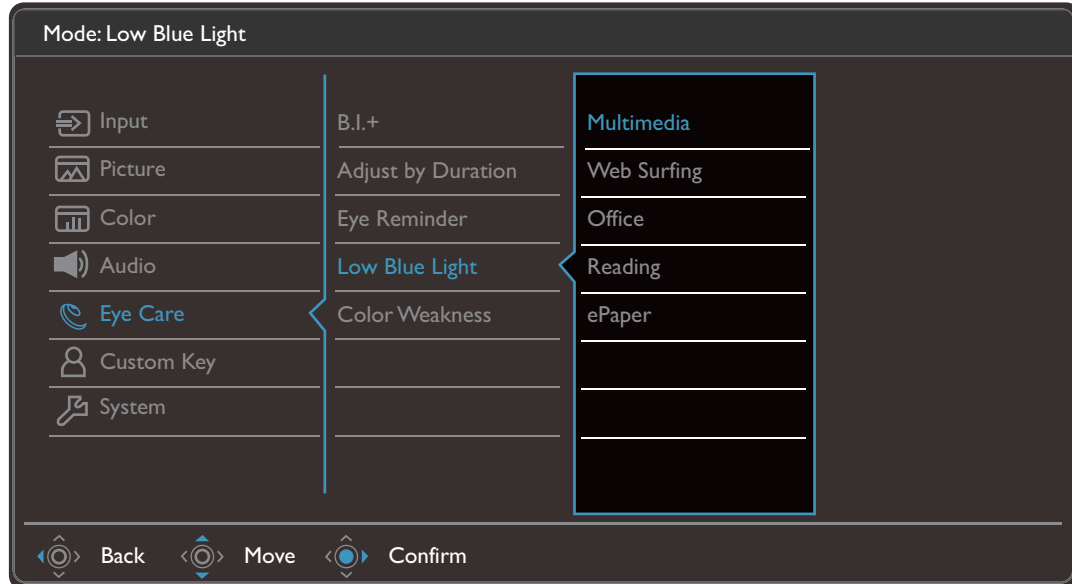 Mode: Low Blue Light
Input
Picture
Color
Audio
Eye Care
Custom Key
System
B.I.+
Adjust by Duration
Eye Reminder
Low Blue Light
Color Weakness
Multimedia
Web Surfing
Office
Reading
ePaper
Back
Move
Confirm